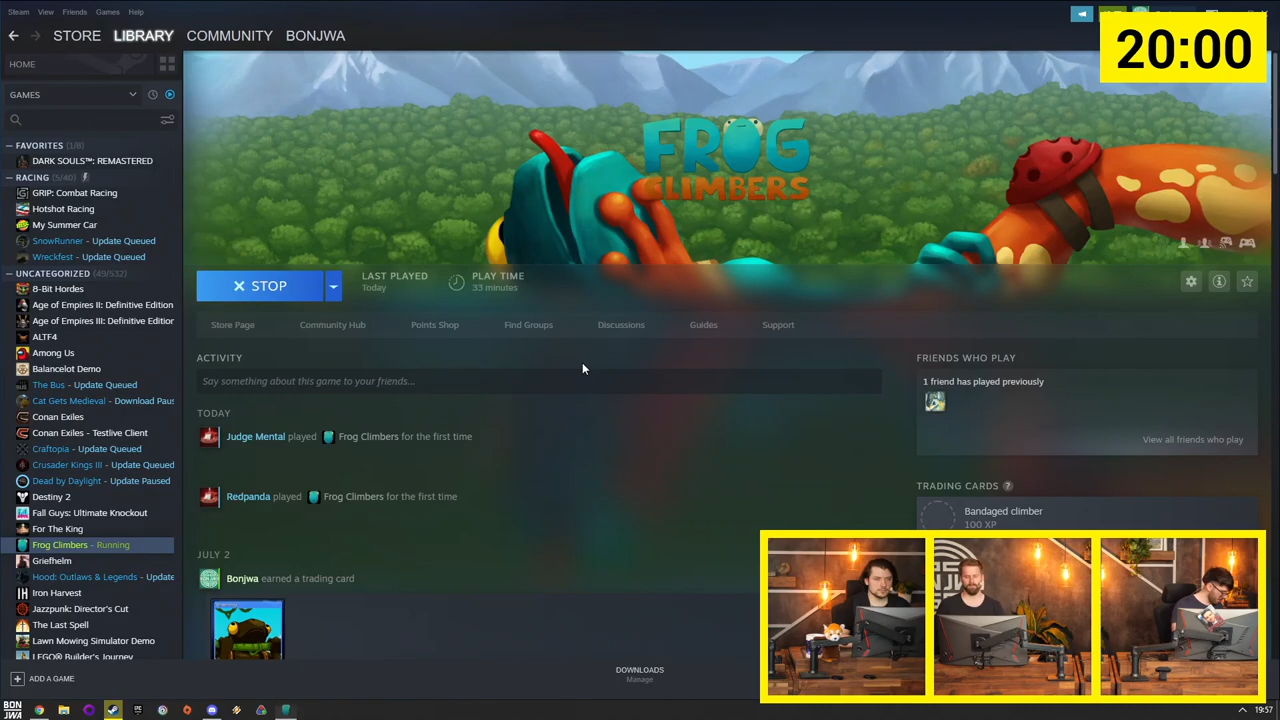 Steam View Friends Games Help
STORE LIBRARY COMMUNITY BONJWA
20:00
HOME
GAMES
FAVORITES (1/8)
DARK SOULS™: REMASTERED
RACING (5/40)
GRIP: Combat Racing
Hotshot Racing
My Summer Car
SnowRunner - Update Queued
Wreckfest - Update Queued
UNCATEGORIZED (49/532)
8-Bit Hordes
Age of Empires II: Definitive Edition
Age of Empires III: Definitive Edition
ALTF4
Among Us
Balancelot Demo
The Bus - Update Queued
Cat Gets Medieval - Download Paus
Conan Exiles
Conan Exiles - Testlive Client
Craftopia - Update Queued
Crusader Kings III - Update Queued
Dead by Daylight - Update Paused
Destiny 2
Fall Guys: Ultimate Knockout
For The King
Frog Climbers - Running
Griefhelm
Hood: Outlaws & Legends - Update
Iron Harvest
Jazzpunk: Director's Cut
The Last Spell
Lawn Mowing Simulator Demo
LEGO® Builder's Journey
ADD A GAME
FROG
CLIMBERS
STOP
LAST PLAYED
Today
PLAY TIME
33 minutes
Store Page Community Hub Points Shop Find Groups Discussions Guides Support
ACTIVITY
Say something about this game to your friends...
TODAY
Judge Mental played Frog Climbers for the first time
Redpanda played Frog Climbers for the first time
JULY 2
Bonjwa earned a trading card
FRIENDS WHO PLAY
1 friend has played previously
View all friends who play
TRADING CARDS ?
Bandaged climber
100 XP
DOWNLOADS
Manage
BON
JWA
19:57